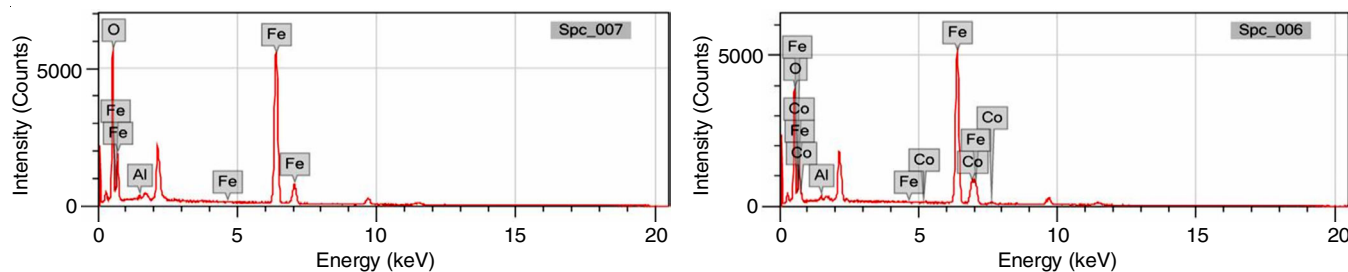 Spc_007
O
Fe
Fe
Fe
Al
Fe
Fe
5000
0
Intensity (Counts)
0 5 10 15 20
Energy (keV)
Spc_006
Fe
O
Co
Fe
Co
Al
Fe
Co
Fe
Co
Fe
Co
5000
0
Intensity (Counts)
0 5 10 15 20
Energy (keV)